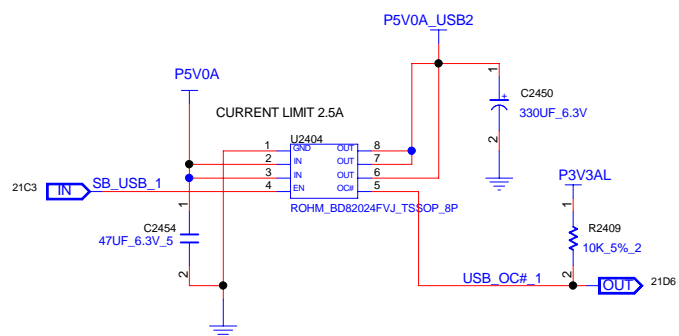 P5V0A_USB2
P5V0A
1
C2450
330UF_6.3V
2
CURRENT LIMIT 2.5A
U2404
1 GND OUT 8
2 IN OUT 7
3 IN OUT 6
4 EN OC# 5
21C3 IN SB_USB_1
ROHM_BD82024FVJ_TSSOP_8P
P3V3AL
1
C2454
47UF_6.3V_5
2
1
R2409
10K_5%_2
2
USB_OC#_1
OUT 21D6